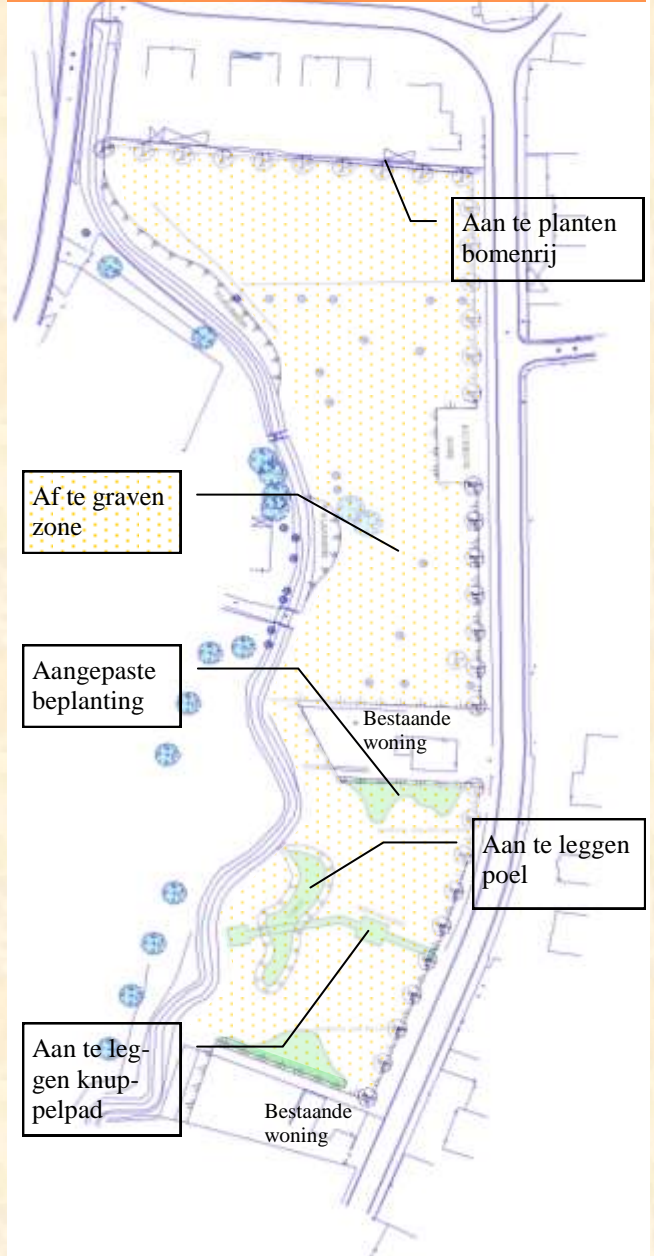 Aan te planten
bomenrij
Af te graven
zone
Aangepaste
beplanting
Bestaande
woning
Aan te leggen
poel
Aan te leg-
gen knup-
pelpad
Bestaande
woning